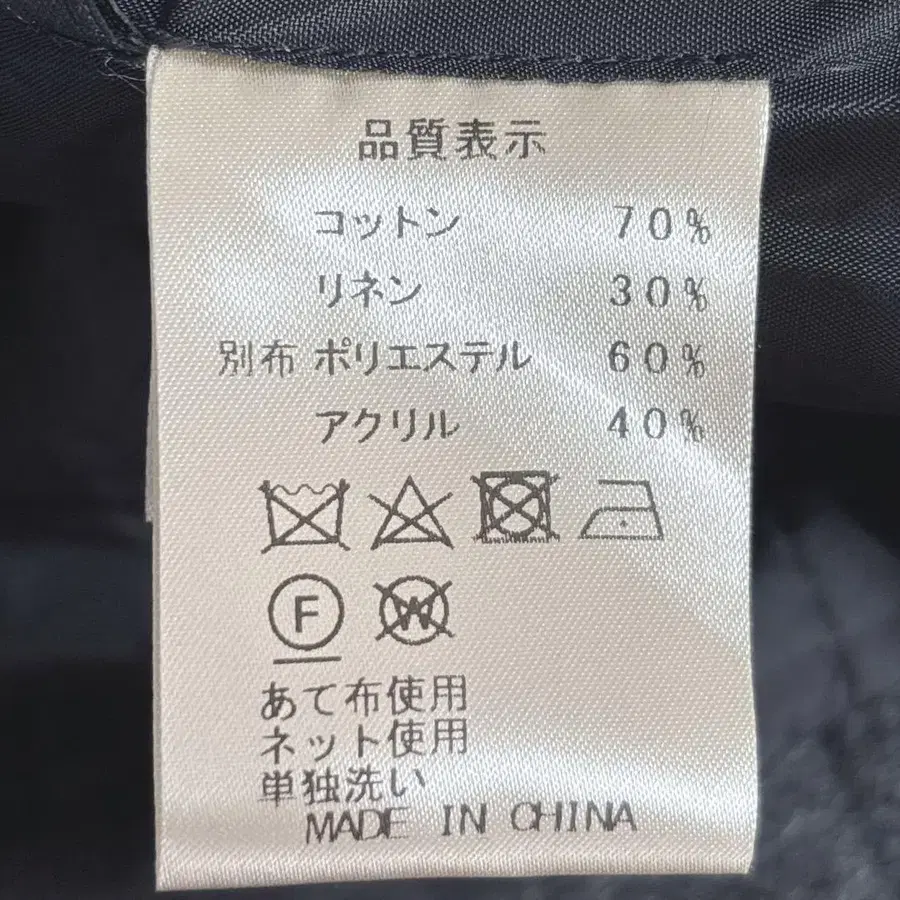 品質表示
コットン 70%
リネン 30%
別布 ポリエステル 60%
アクリル 40%
F W
あて布使用
ネット使用
単独洗い
MADE IN CHINA